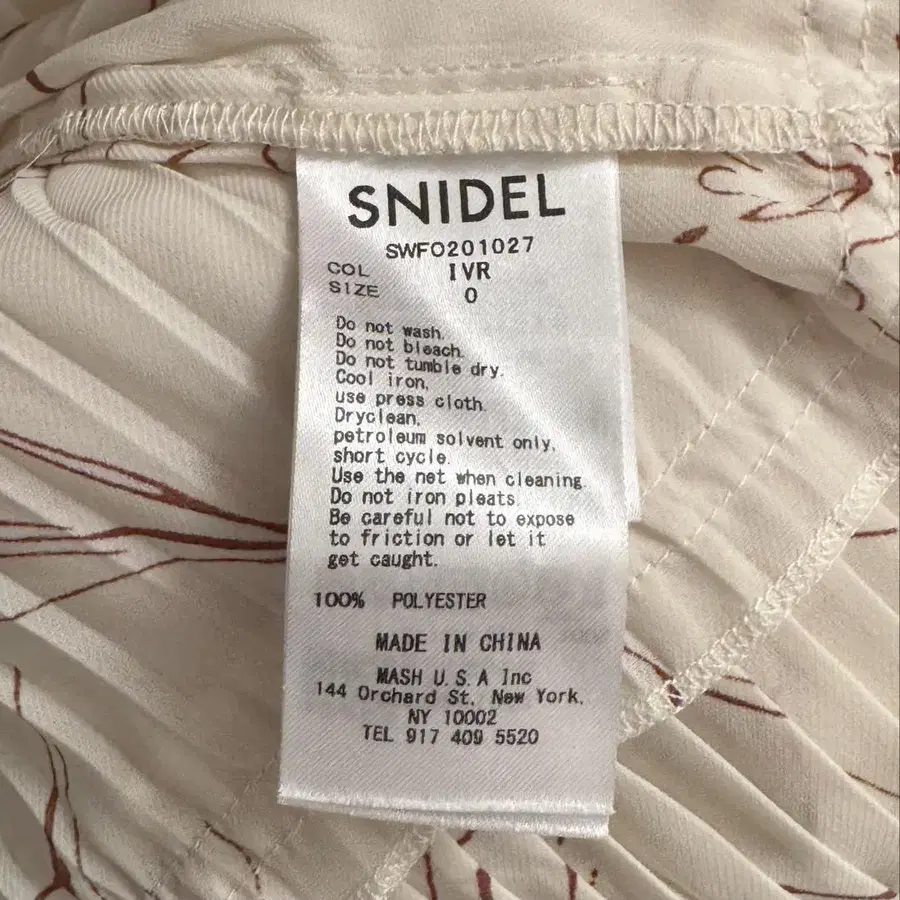 SNIDEL
SWFO201027
COL IVR
SIZE 0
Do not wash.
Do not bleach.
Do not tumble dry.
Cool iron,
use press cloth.
Dryclean,
petroleum solvent only,
short cycle.
Use the net when cleaning.
Do not iron pleats.
Be careful not to expose
to friction or let it
get caught.
100% POLYESTER
MADE IN CHINA
MASH U.S.A Inc
144 Orchard St, New York,
NY 10002
TEL 917 409 5520